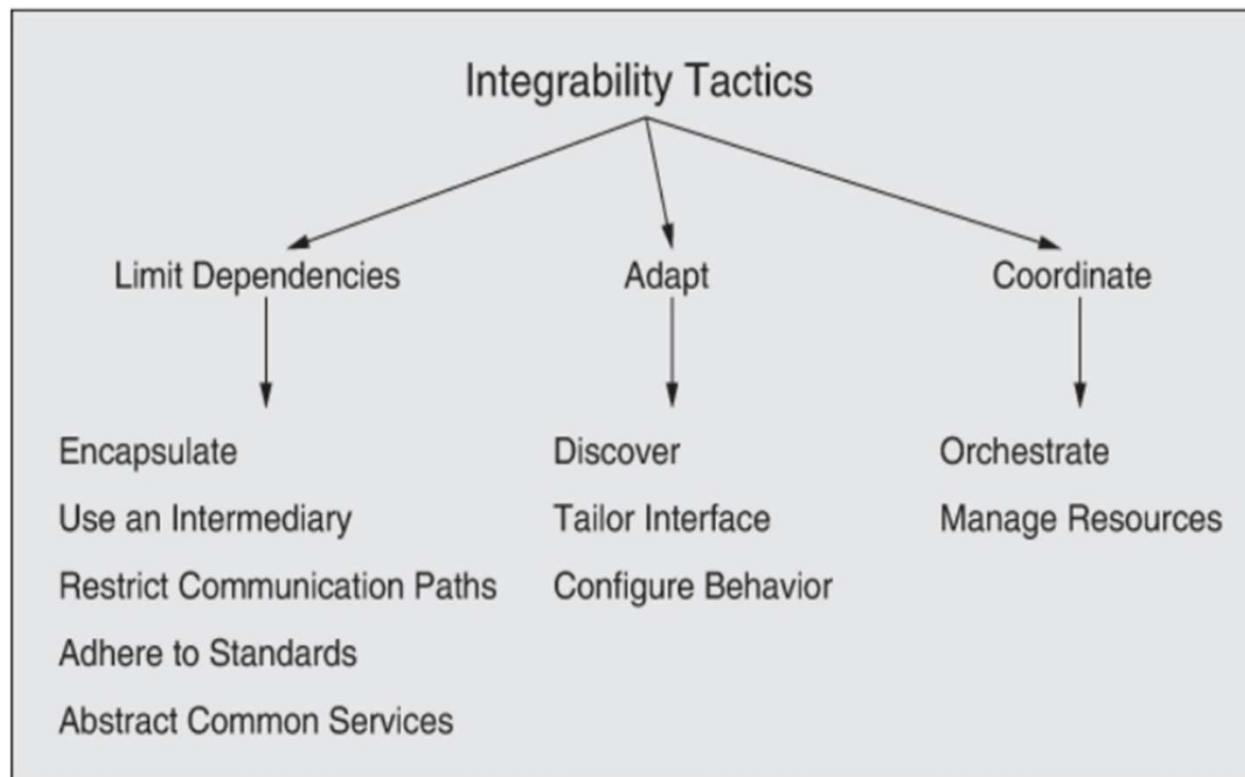 Integrability Tactics
Limit Dependencies
Adapt
Coordinate
Encapsulate
Use an Intermediary
Restrict Communication Paths
Adhere to Standards
Abstract Common Services
Discover
Tailor Interface
Configure Behavior
Orchestrate
Manage Resources